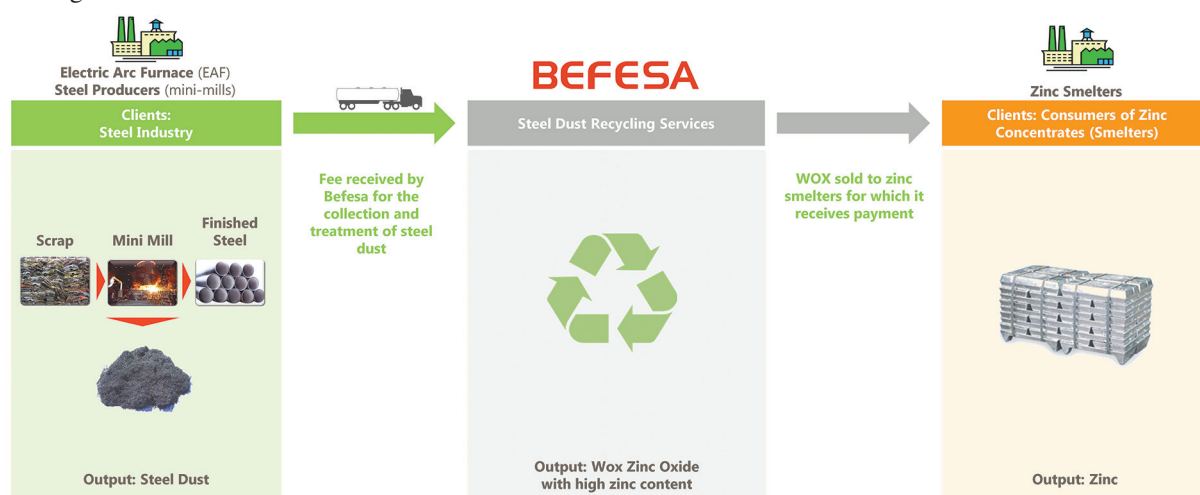 Electric Arc Furnace (EAF)
Steel Producers (mini-mills)
Clients:
Steel Industry
Scrap
Mini Mill
Finished
Steel
Output: Steel Dust
Fee received by
Befesa for the
collection and
treatment of steel
dust
BEFESA
Steel Dust Recycling Services
Output: Wox Zinc Oxide
with high zinc content
WOX sold to zinc
smelters for which it
receives payment
Zinc Smelters
Clients: Consumers of Zinc
Concentrates (Smelters)
Output: Zinc